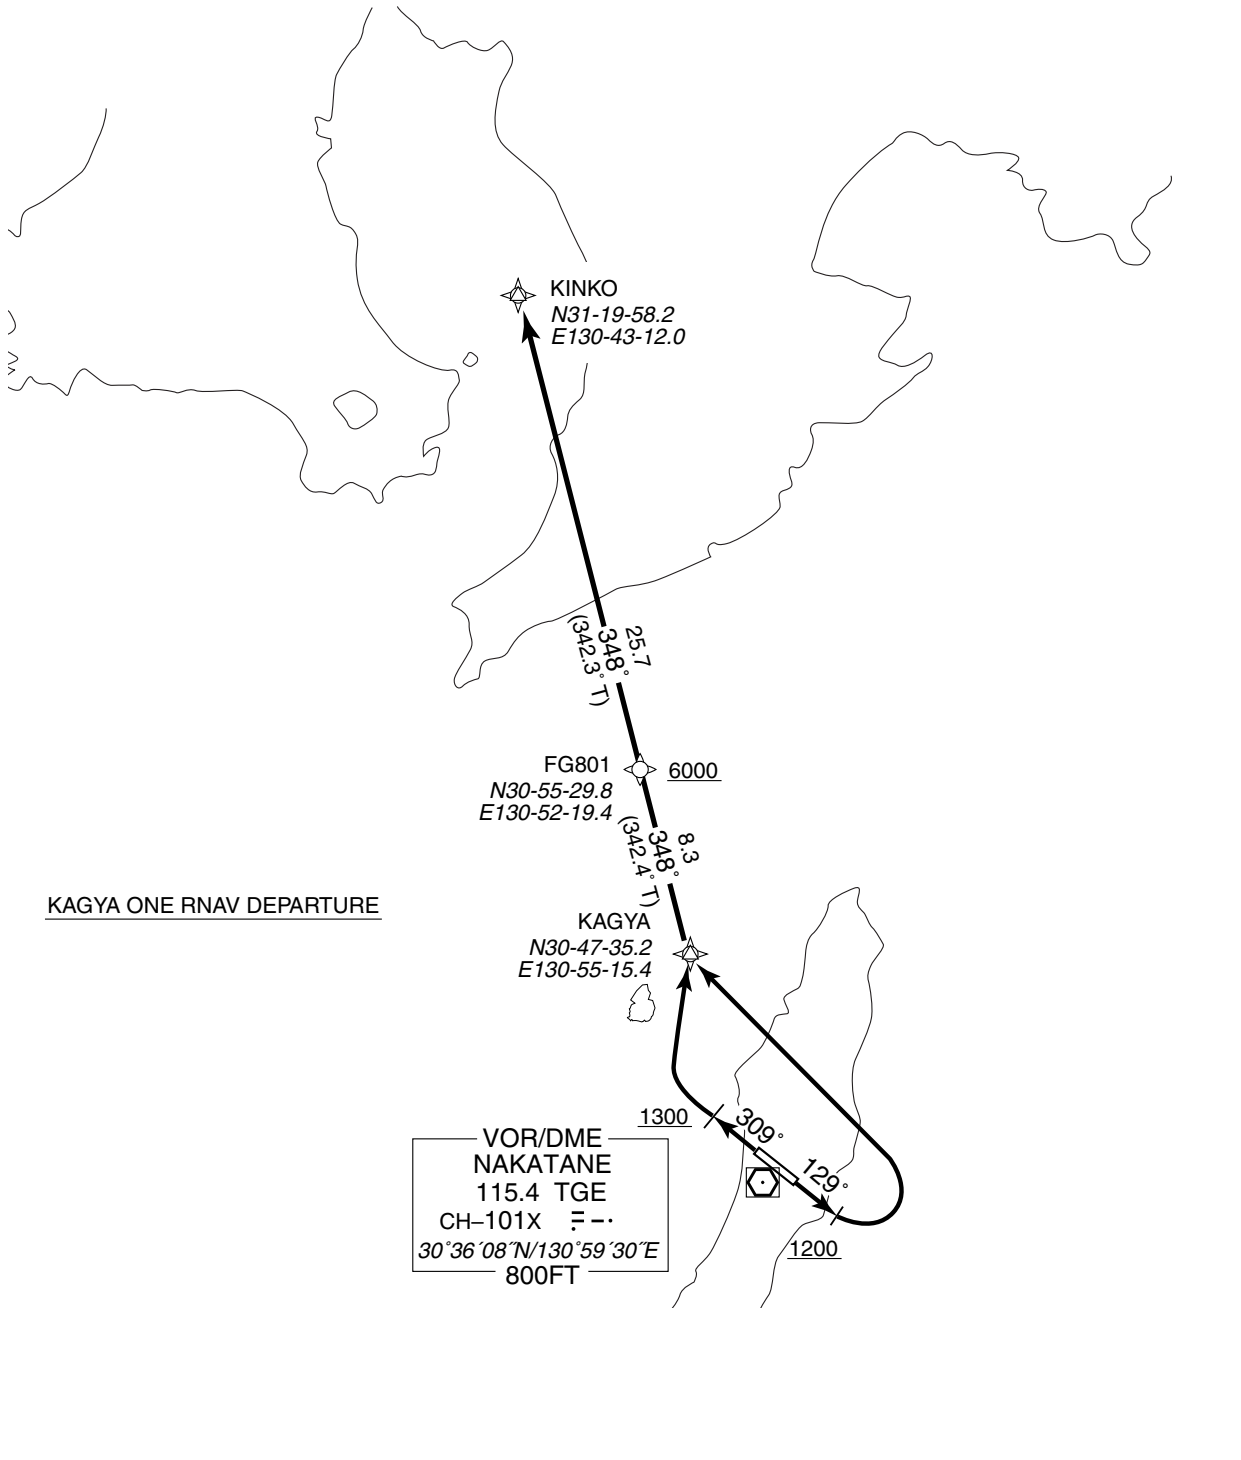 KINKO
N31-19-58.2
E130-43-12.0
25.7
348°
(342.3° T)
FG801
N30-55-29.8
E130-52-19.4
6000
8.3
348°
(342.4° T)
KAGYA ONE RNAV DEPARTURE
KAGYA
N30-47-35.2
E130-55-15.4
1300
309°
129°
1200
VOR/DME
NAKATANE
115.4 TGE
CH–101X
30°36´08˝N/130°59´30˝E
800FT